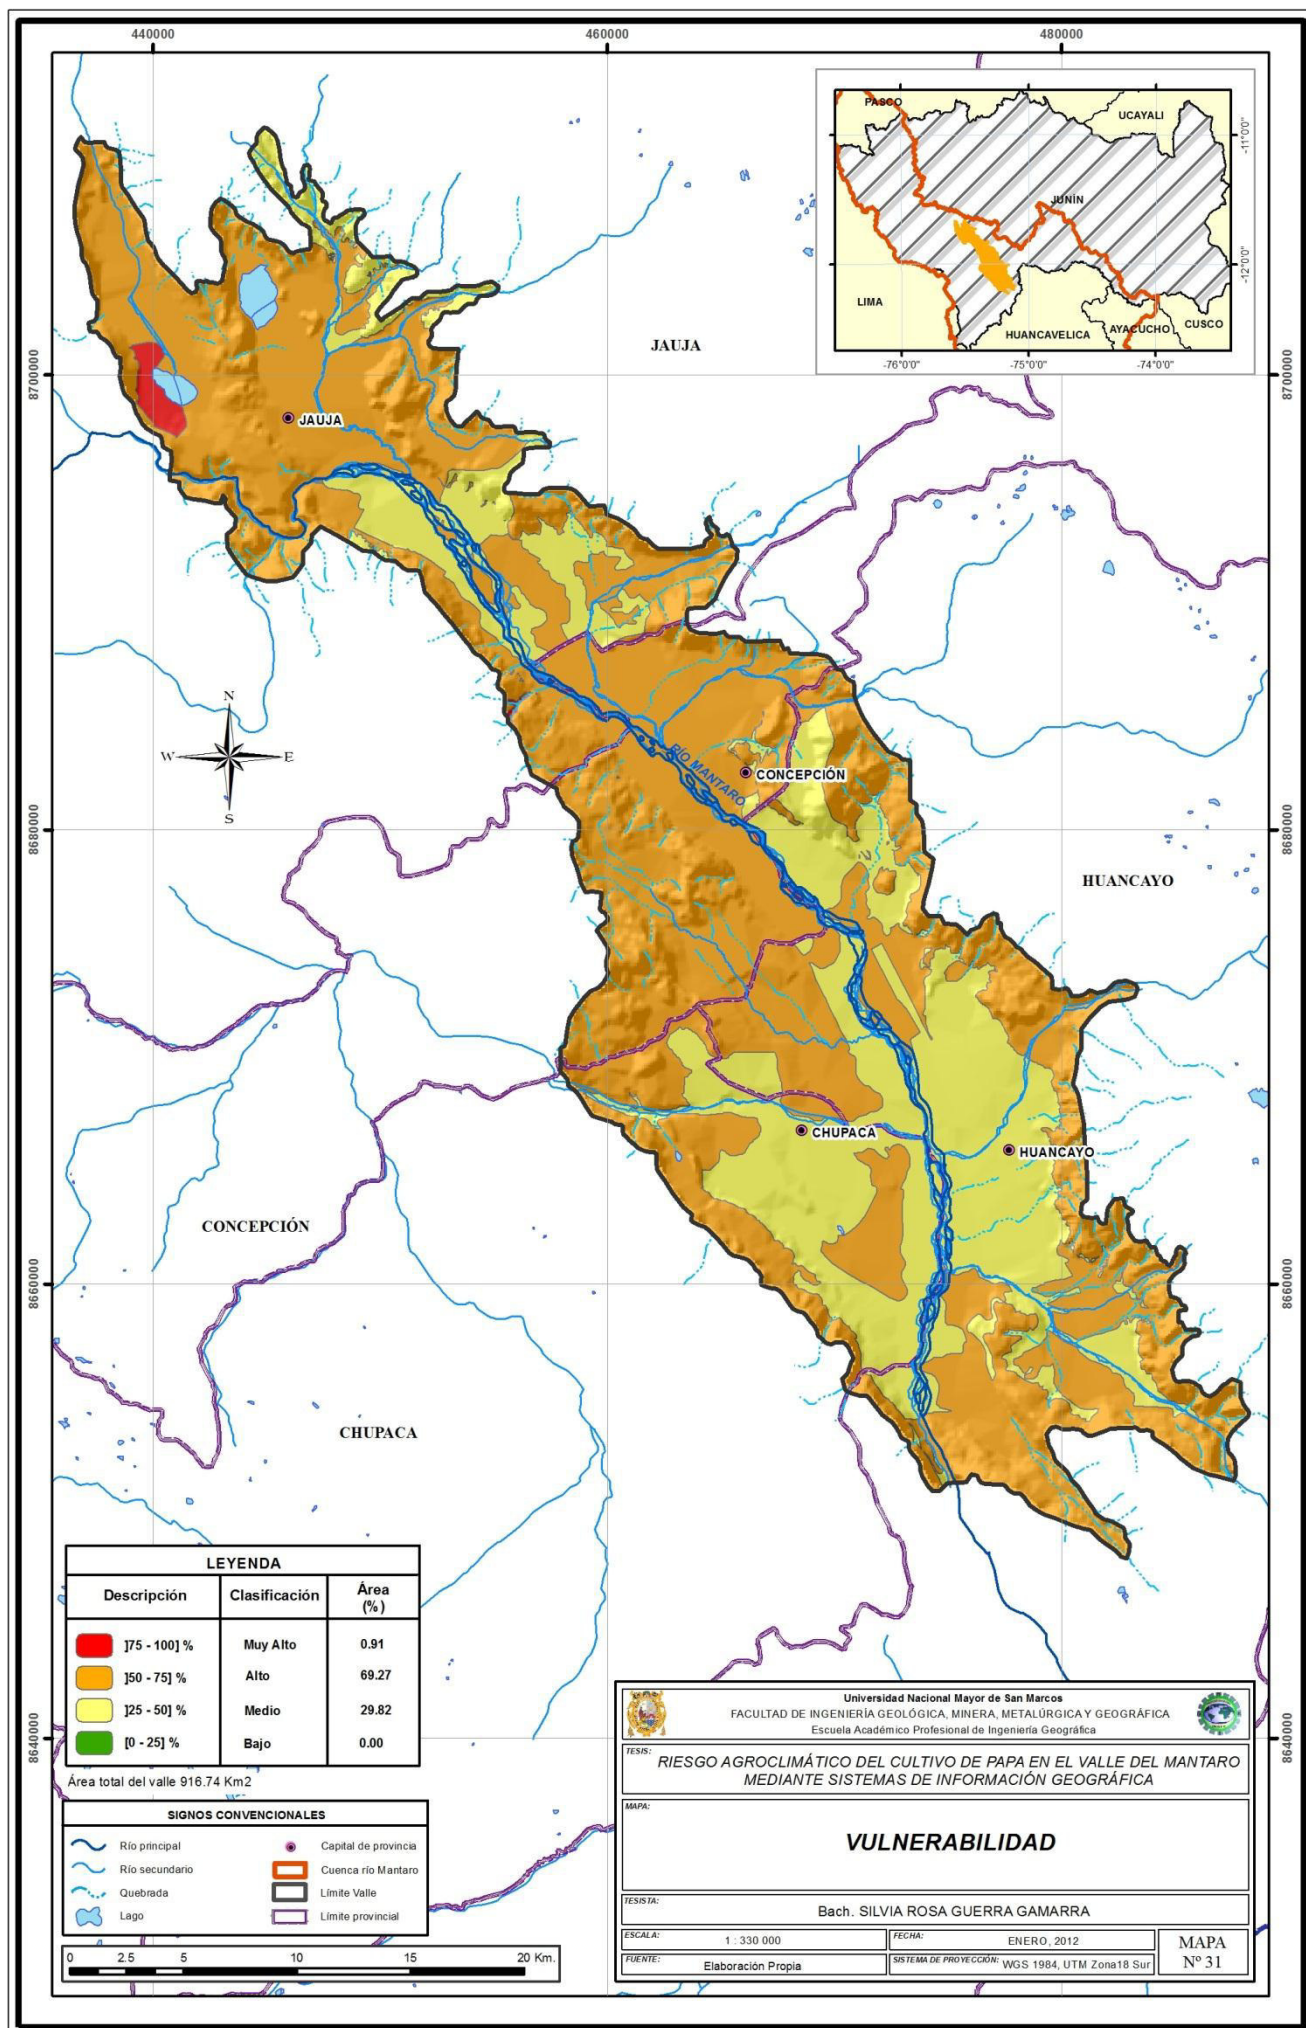 440000
460000
480000
PASCO
UCAYALI
JUNÍN
LIMA
HUANCAVELICA
AYACUCHO
CUSCO
-11°0'0"
-12°0'0"
-76°0'0"
-75°0'0"
-74°0'0"
8700000
8700000
JAUJA
JAUJA
N
W
E
S
RÍO MANTARO
CONCEPCIÓN
8680000
8680000
HUANCAYO
CHUPACA
HUANCAYO
CONCEPCIÓN
8660000
8660000
CHUPACA
LEYENDA
Descripción Clasificación Área (%)
]75 - 100] % Muy Alto 0.91
]50 - 75] % Alto 69.27
]25 - 50] % Medio 29.82
[0 - 25] % Bajo 0.00
Área total del valle 916.74 Km2
8640000
8640000
SIGNOS CONVENCIONALES
Río principal Capital de provincia
Río secundario Cuenca río Mantaro
Quebrada Límite Valle
Lago Límite provincial
0 2.5 5 10 15 20 Km.
Universidad Nacional Mayor de San Marcos
FACULTAD DE INGENIERÍA GEOLÓGICA, MINERA, METALÚRGICA Y GEOGRÁFICA
Escuela Académico Profesional de Ingeniería Geográfica
TESIS:
RIESGO AGROCLIMÁTICO DEL CULTIVO DE PAPA EN EL VALLE DEL MANTARO
MEDIANTE SISTEMAS DE INFORMACIÓN GEOGRÁFICA
MAPA:
VULNERABILIDAD
TESISTA:
Bach. SILVIA ROSA GUERRA GAMARRA
ESCALA: 1 : 330 000
FECHA: ENERO, 2012
FUENTE: Elaboración Propia
SISTEMA DE PROYECCIÓN: WGS 1984, UTM Zona18 Sur
MAPA
Nº 31